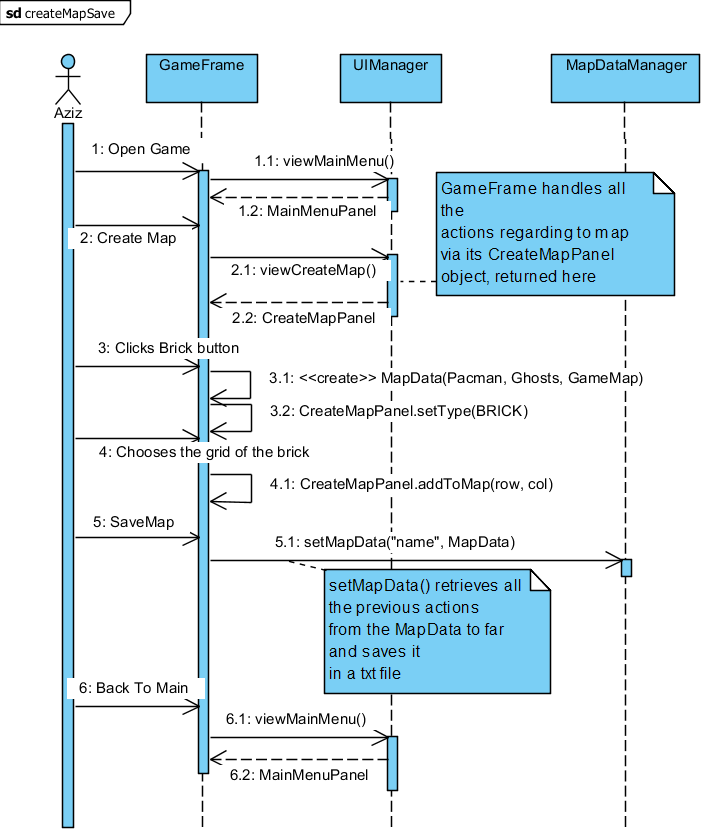 sd createMapSave
GameFrame
UIManager
MapDataManager
Aziz
1: Open Game
1.1: viewMainMenu()
1.2: MainMenuPanel
GameFrame handles all
the
actions regarding to map
via its CreateMapPanel
object, returned here
2: Create Map
2.1: viewCreateMap()
2.2: CreateMapPanel
3: Clicks Brick button
3.1: <<create>> MapData(Pacman, Ghosts, GameMap)
3.2: CreateMapPanel.setType(BRICK)
4: Chooses the grid of the brick
4.1: CreateMapPanel.addToMap(row, col)
5: SaveMap
5.1: setMapData("name", MapData)
setMapData() retrieves all
the previous actions
from the MapData to far
and saves it
in a txt file
6: Back To Main
6.1: viewMainMenu()
6.2: MainMenuPanel